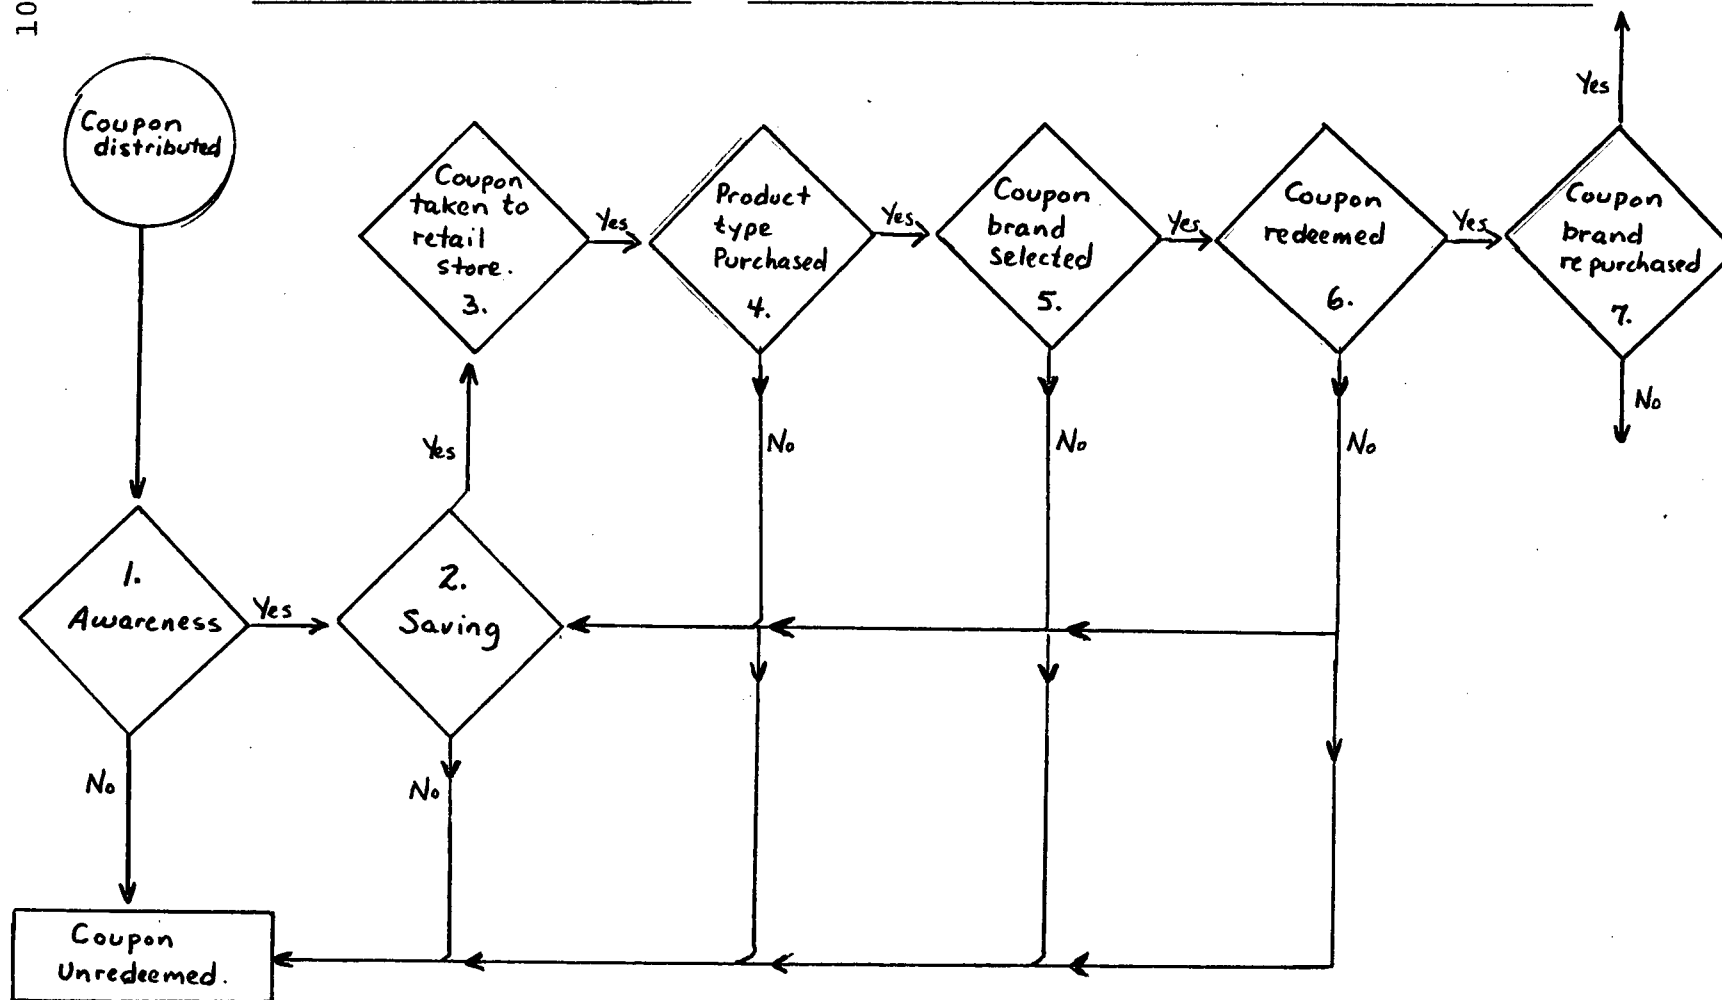 10
Coupon
distributed
Coupon
taken to
retail
store.
3.
Yes
Product
type
Purchased
4.
Yes
Coupon
brand
Selected
5.
Yes
Coupon
redeemed
6.
Yes
Coupon
brand
repurchased
7.
Yes
No
Yes
No
No
No
1.
Awareness
Yes
2.
Saving
No
No
Coupon
Unredeemed.